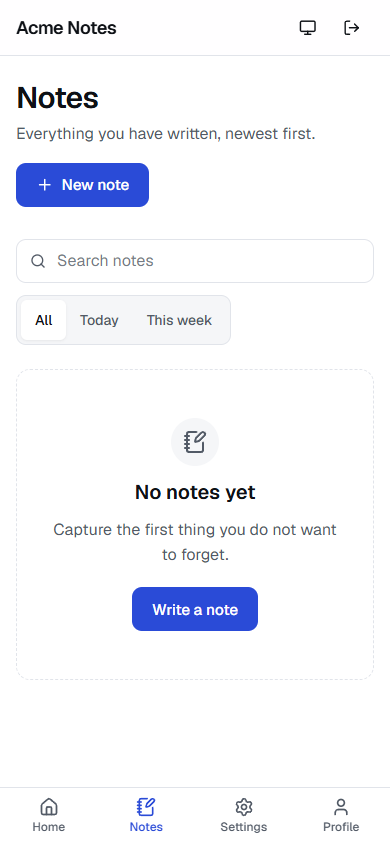 Acme Notes
Notes
Everything you have written, newest first.
New note
Search notes
All Today This week
No notes yet
Capture the first thing you do not want
to forget.
Write a note
Home Notes Settings Profile